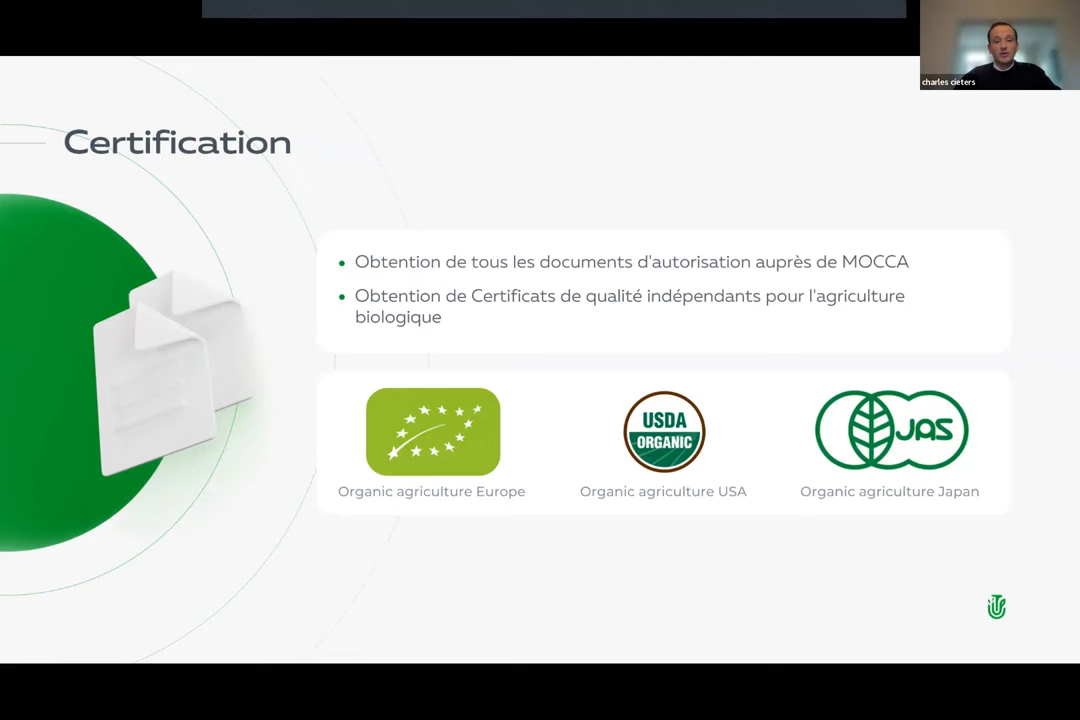 charles cieters
Certification
Obtention de tous les documents d'autorisation auprès de MOCCA
Obtention de Certificats de qualité indépendants pour l'agriculture
biologique
USDA
ORGANIC
JAS
Organic agriculture Europe
Organic agriculture USA
Organic agriculture Japan